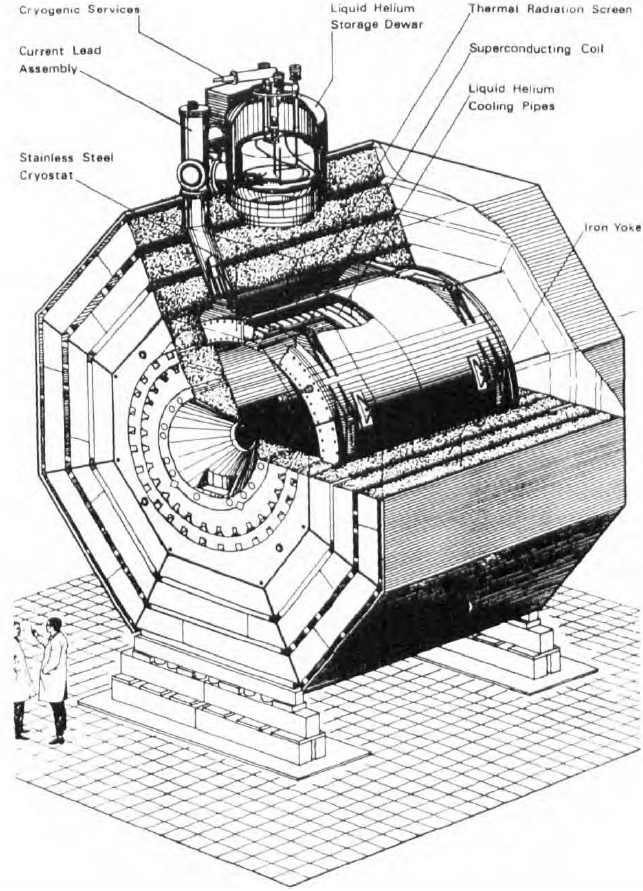 Cryogenic Services
Liquid Helium
Storage Dewar
Thermal Radiation Screen
Current Lead
Assembly
Superconducting Coil
Liquid Helium
Cooling Pipes
Stainless Steel
Cryostat
Iron Yoke